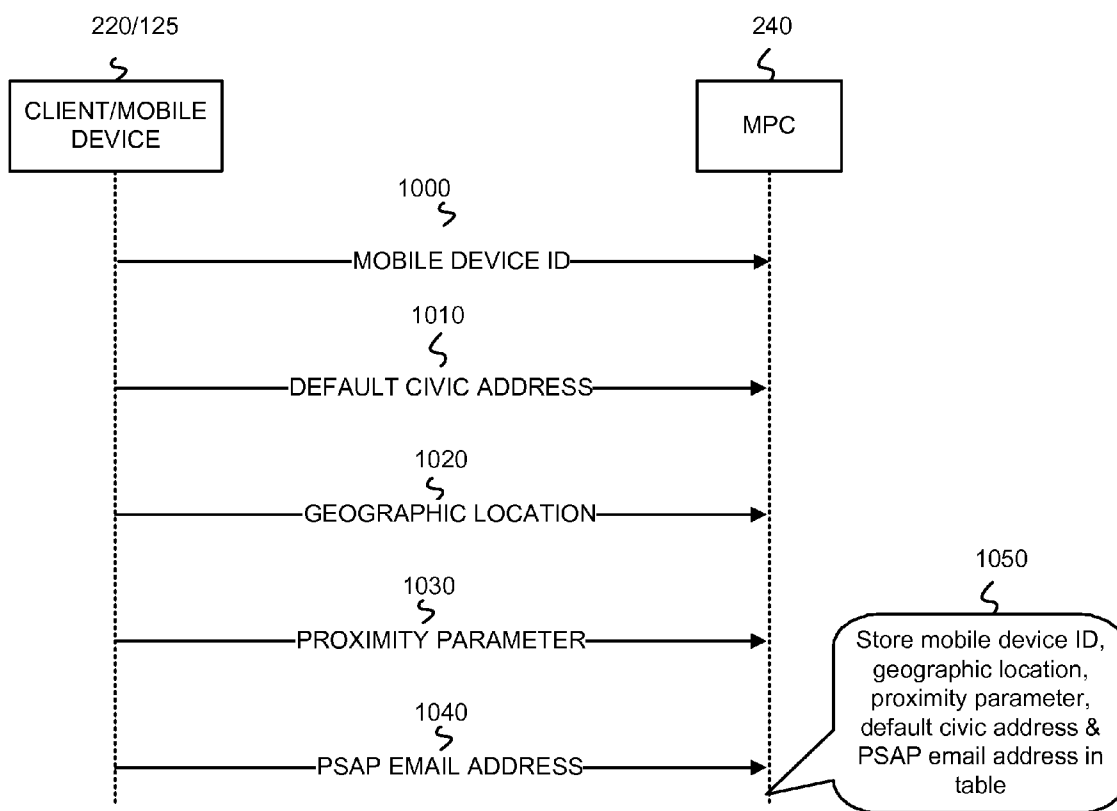 220/125
240
CLIENT/MOBILE
DEVICE
MPC
1000
MOBILE DEVICE ID
1010
DEFAULT CIVIC ADDRESS
1020
GEOGRAPHIC LOCATION
1030
PROXIMITY PARAMETER
1040
PSAP EMAIL ADDRESS
1050
Store mobile device ID,
geographic location,
proximity parameter,
default civic address &
PSAP email address in
table